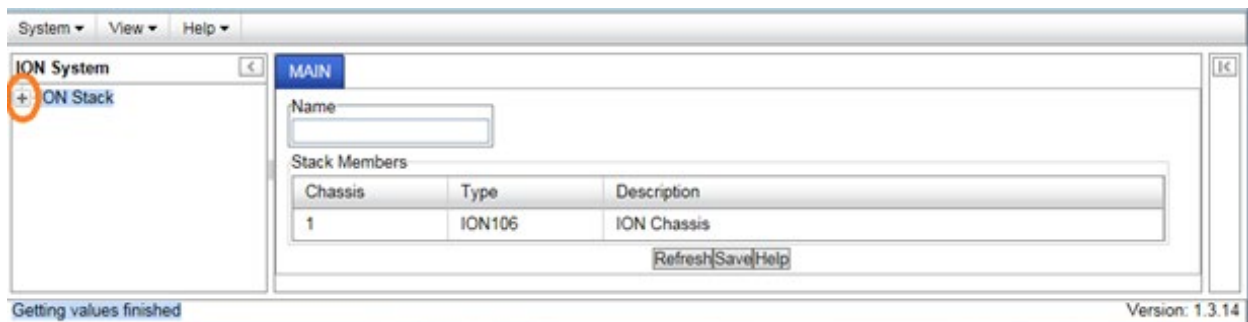 System View Help
ION System
MAIN
ION Stack
Name
Stack Members
Chassis Type Description
1 ION106 ION Chassis
Refresh Save Help
Getting values finished Version: 1.3.14